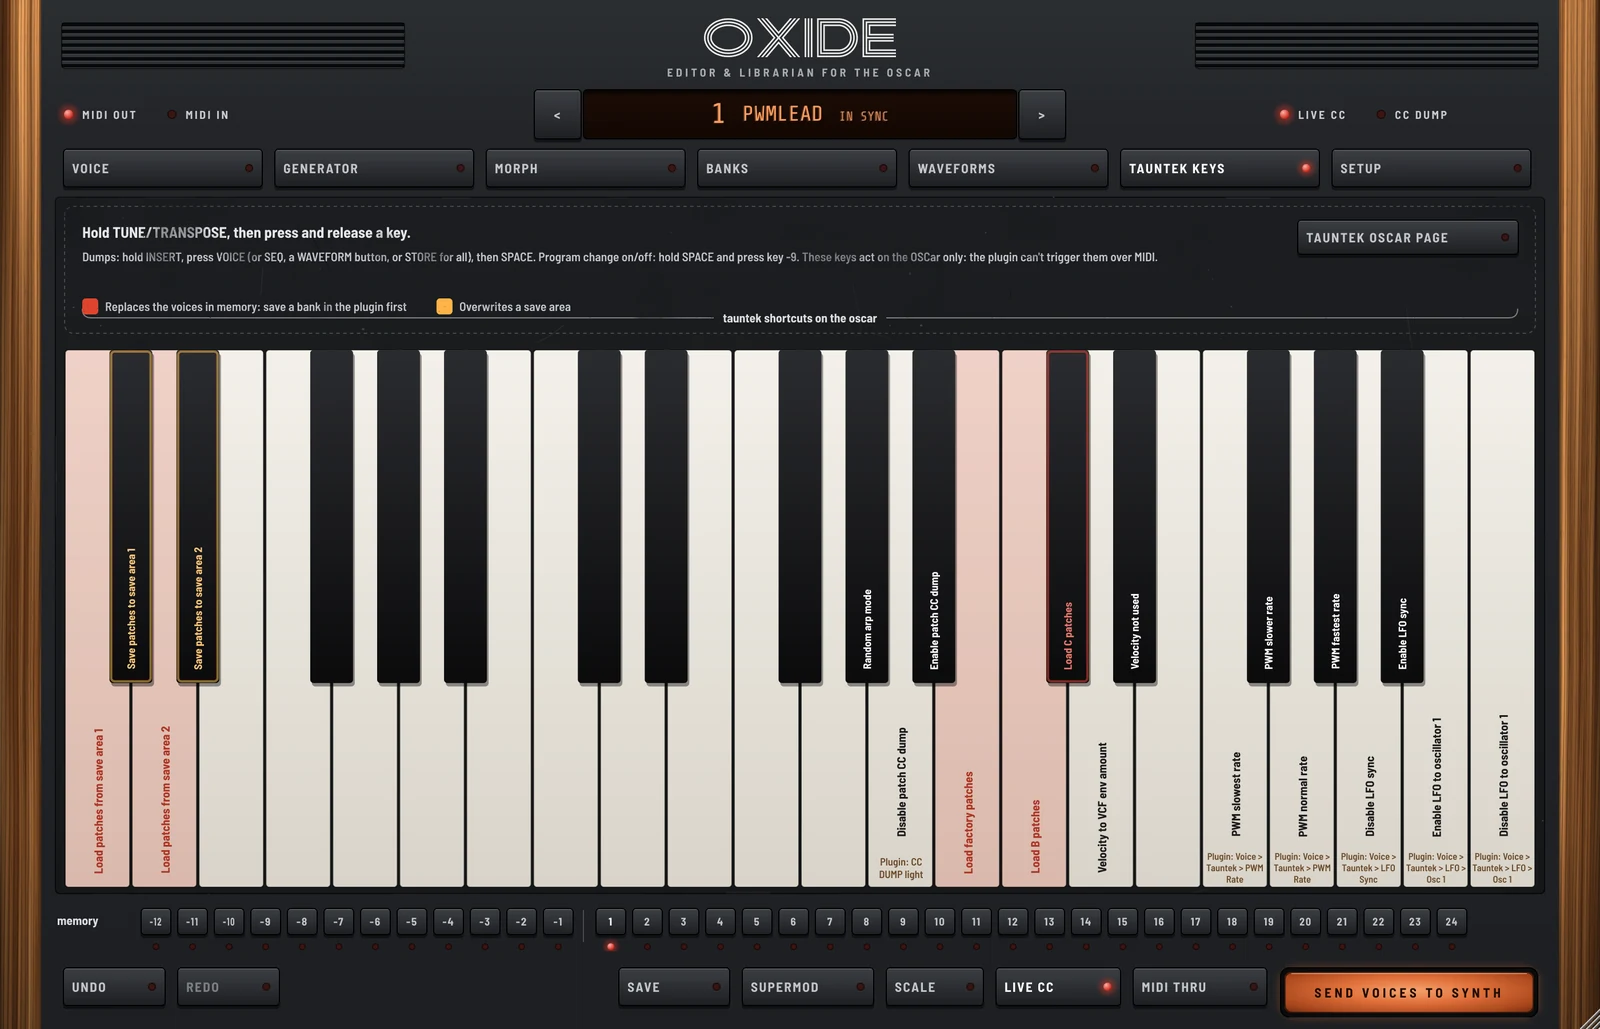 OXIDE
EDITOR & LIBRARIAN FOR THE OSCAR
MIDI OUT
MIDI IN
<
1 PWMLEAD IN SYNC
>
LIVE CC
CC DUMP
VOICE
GENERATOR
MORPH
BANKS
WAVEFORMS
TAUNTEK KEYS
SETUP
Hold TUNE/TRANSPOSE, then press and release a key.
TAUNTEK OSCAR PAGE
Dumps: hold INSERT, press VOICE (or SEQ, a WAVEFORM button, or STORE for all), then SPACE. Program change on/off: hold SPACE and press key -9. These keys act on the OSCar only: the plugin can't trigger them over MIDI.
Replaces the voices in memory: save a bank in the plugin first
Overwrites a save area
tauntek shortcuts on the oscar
Save patches to save area 1
Save patches to save area 2
Random arp mode
Enable patch CC dump
Load C patches
Velocity not used
PWM slower rate
PWM fastest rate
Enable LFO sync
Load patches from save area 1
Load patches from save area 2
Disable patch CC dump
Plugin: CC
DUMP light
Load factory patches
Load B patches
Velocity to VCF env amount
PWM slowest rate
Plugin: Voice >
Tauntek > PWM
Rate
PWM normal rate
Plugin: Voice >
Tauntek > PWM
Rate
Disable LFO sync
Plugin: Voice >
Tauntek > LFO
Sync
Enable LFO to oscillator 1
Plugin: Voice >
Tauntek > LFO >
Osc 1
Disable LFO to oscillator 1
Plugin: Voice >
Tauntek > LFO >
Osc 1
memory
-12 -11 -10 -9 -8 -7 -6 -5 -4 -3 -2 -1 1 2 3 4 5 6 7 8 9 10 11 12 13 14 15 16 17 18 19 20 21 22 23 24
UNDO
REDO
SAVE
SUPERMOD
SCALE
LIVE CC
MIDI THRU
SEND VOICES TO SYNTH